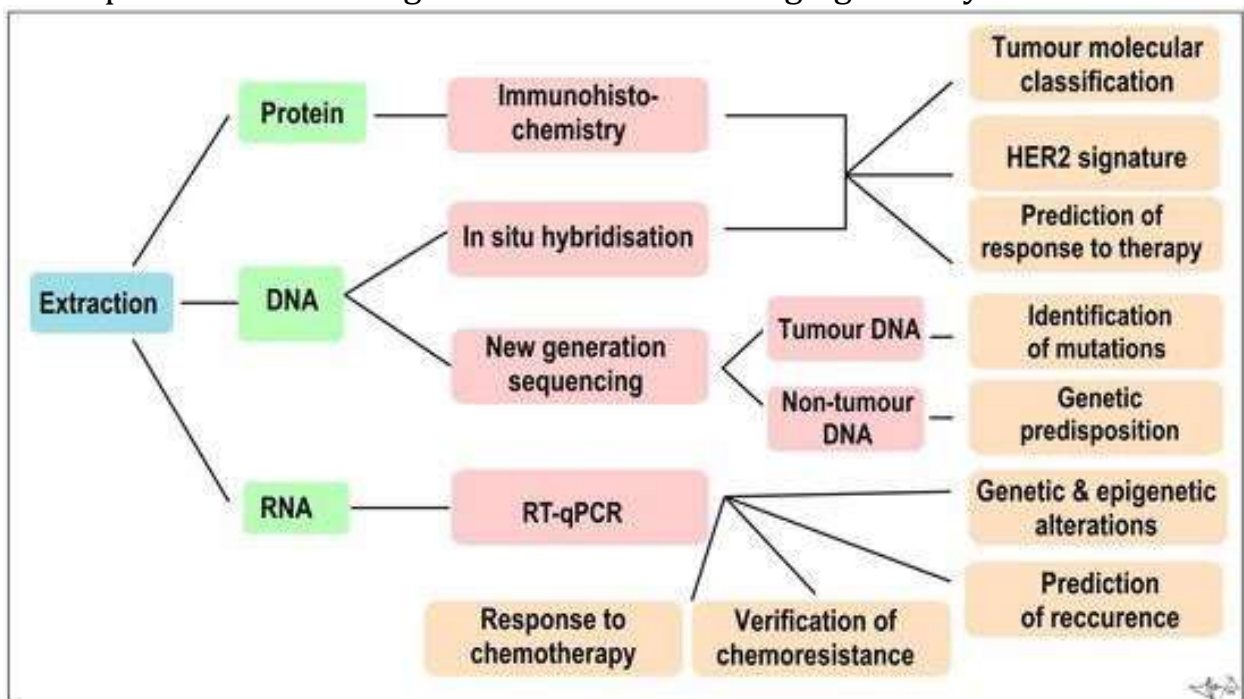 Tumour molecular
classification
Protein
Immunohisto-
chemistry
HER2 signature
In situ hybridisation
Prediction of
response to therapy
Extraction
DNA
New generation
sequencing
Tumour DNA
Identification
of mutations
Non-tumour
DNA
Genetic
predisposition
RNA
RT-qPCR
Genetic & epigenetic
alterations
Prediction
of reccurence
Response to
chemotherapy
Verification of
chemoresistance